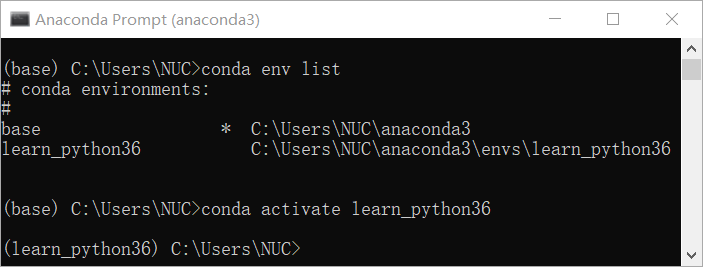 Anaconda Prompt (anaconda3)
(base) C:\Users\NUC>conda env list
# conda environments:
#
base                  *  C:\Users\NUC\anaconda3
learn_python36           C:\Users\NUC\anaconda3\envs\learn_python36
(base) C:\Users\NUC>conda activate learn_python36
(learn_python36) C:\Users\NUC>